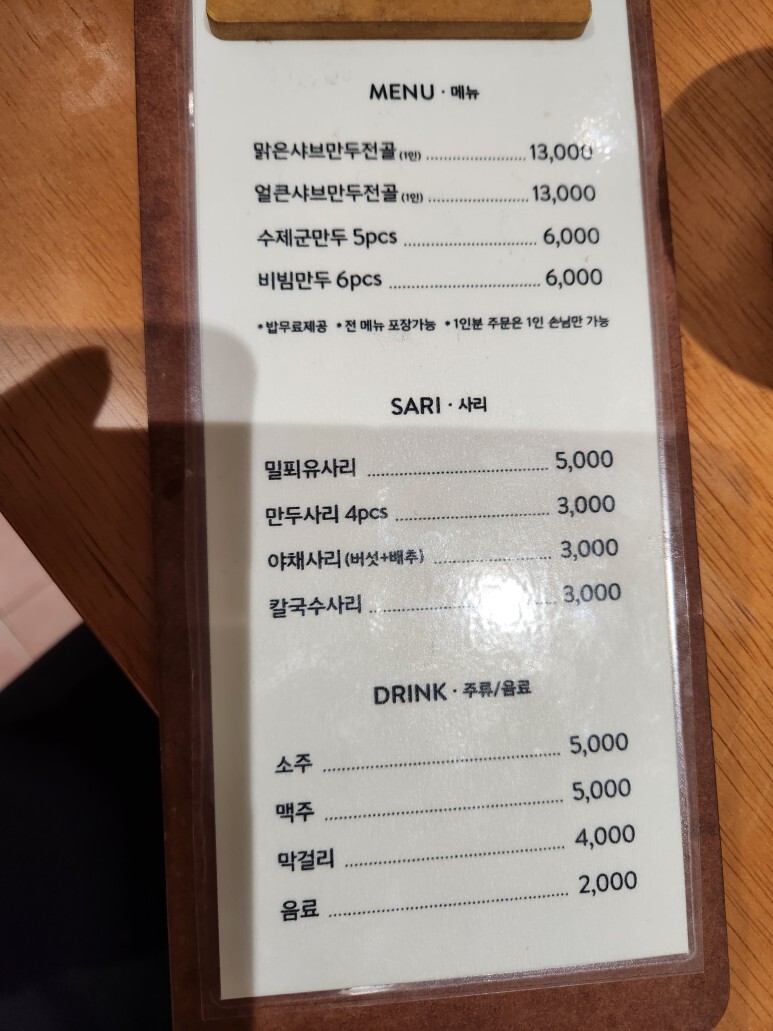 MENU · 메뉴
맑은샤브만두전골(1인) 13,000
얼큰샤브만두전골(1인) 13,000
수제군만두 5pcs 6,000
비빔만두 6pcs 6,000
*밥무료제공 *전 메뉴 포장가능 *1인분 주문은 1인 손님만 가능
SARI · 사리
밀푀유사리 5,000
만두사리 4pcs 3,000
야채사리(버섯+배추) 3,000
칼국수사리 3,000
DRINK · 주류/음료
소주 5,000
맥주 5,000
막걸리 4,000
음료 2,000